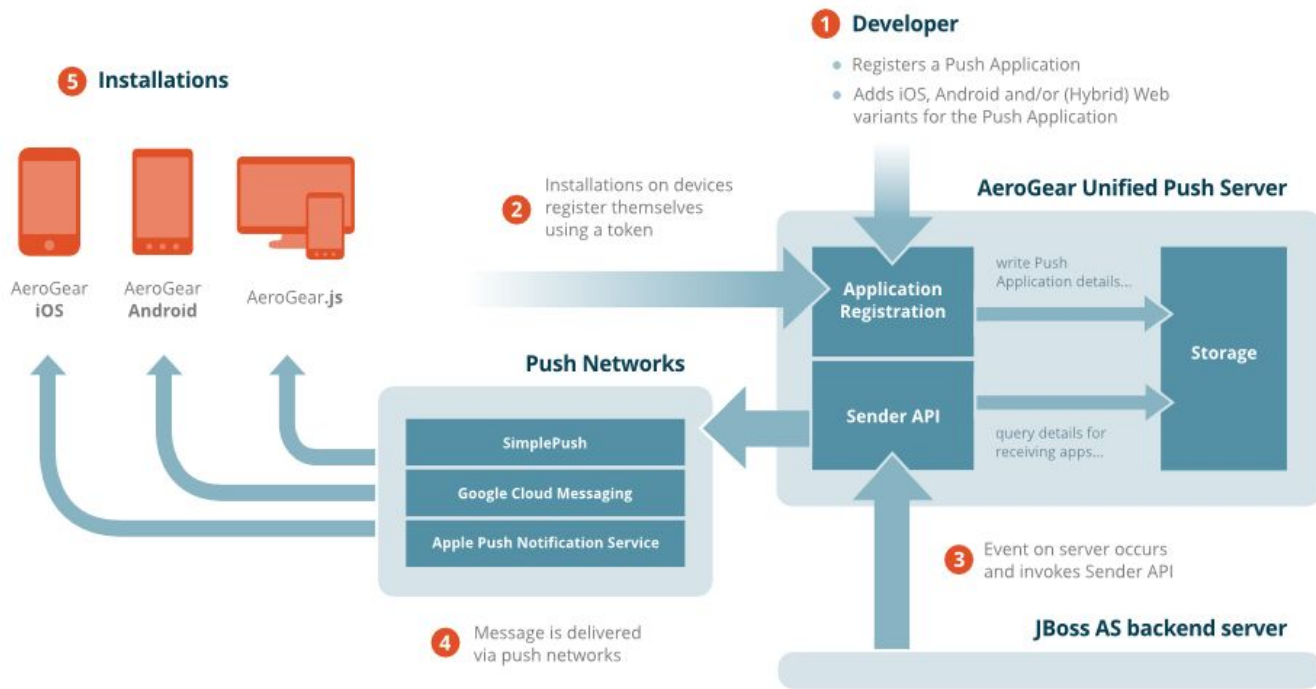 1 Developer
Registers a Push Application
Adds iOS, Android and/or (Hybrid) Web
variants for the Push Application
5 Installations
AeroGear
iOS
AeroGear
Android
AeroGear.js
2 Installations on devices
register themselves
using a token
AeroGear Unified Push Server
Application
Registration
write Push
Application details...
Storage
Sender API
query details for
receiving apps...
Push Networks
SimplePush
Google Cloud Messaging
Apple Push Notification Service
3 Event on server occurs
and invokes Sender API
4 Message is delivered
via push networks
JBoss AS backend server